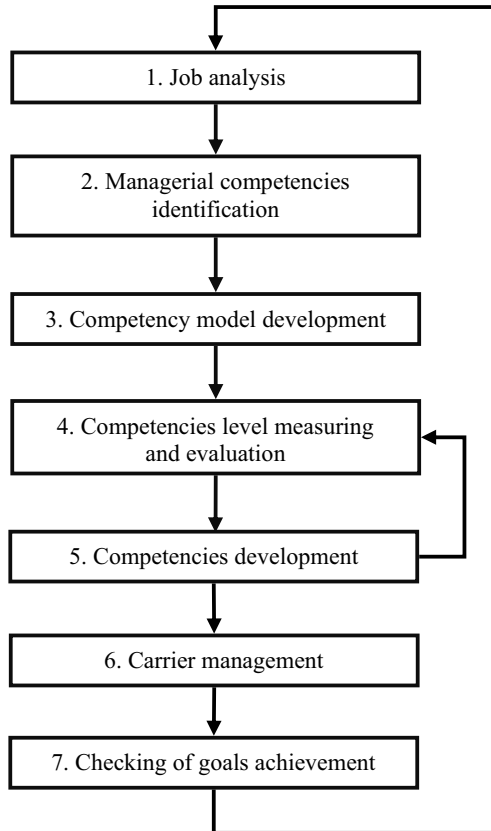 1. Job analysis
2. Managerial competencies
identification
3. Competency model development
4. Competencies level measuring
and evaluation
5. Competencies development
6. Carrier management
7. Checking of goals achievement